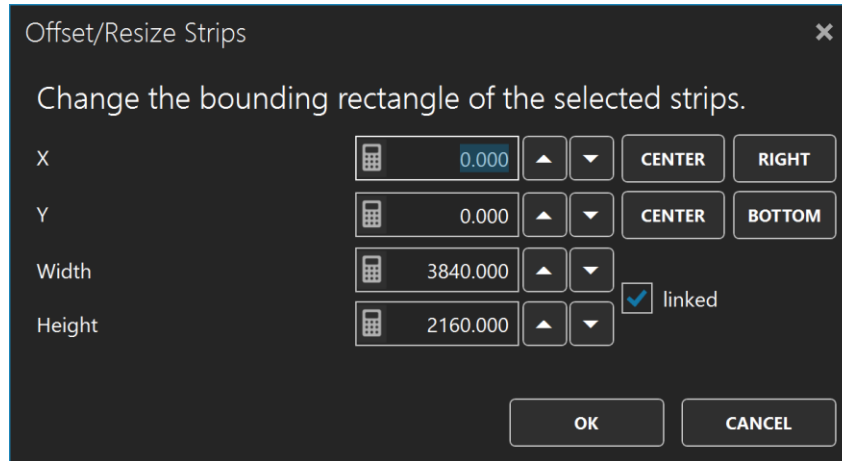 Offset/Resize Strips
Change the bounding rectangle of the selected strips.
X 0.000 CENTER RIGHT
Y 0.000 CENTER BOTTOM
Width 3840.000
linked
Height 2160.000
OK CANCEL